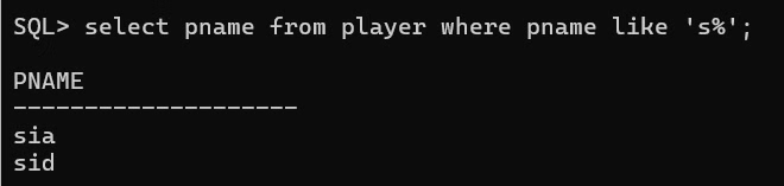 SQL> select pname from player where pname like 's%';
PNAME
--------------------
sia
sid